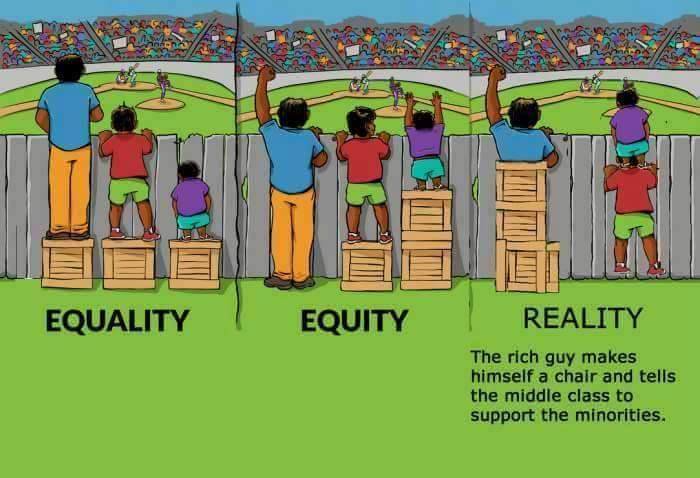 EQUALITY
EQUITY
REALITY
The rich guy makes
himself a chair and tells
the middle class to
support the minorities.